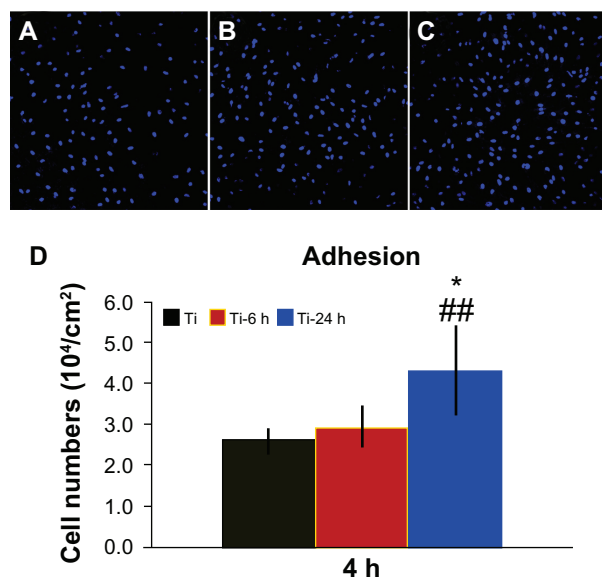 A
B
C
D
Adhesion
*
##
6.0
5.0
4.0
3.0
2.0
1.0
0.0
Cell numbers (10⁴/cm²)
Ti
Ti-6 h
Ti-24 h
4 h